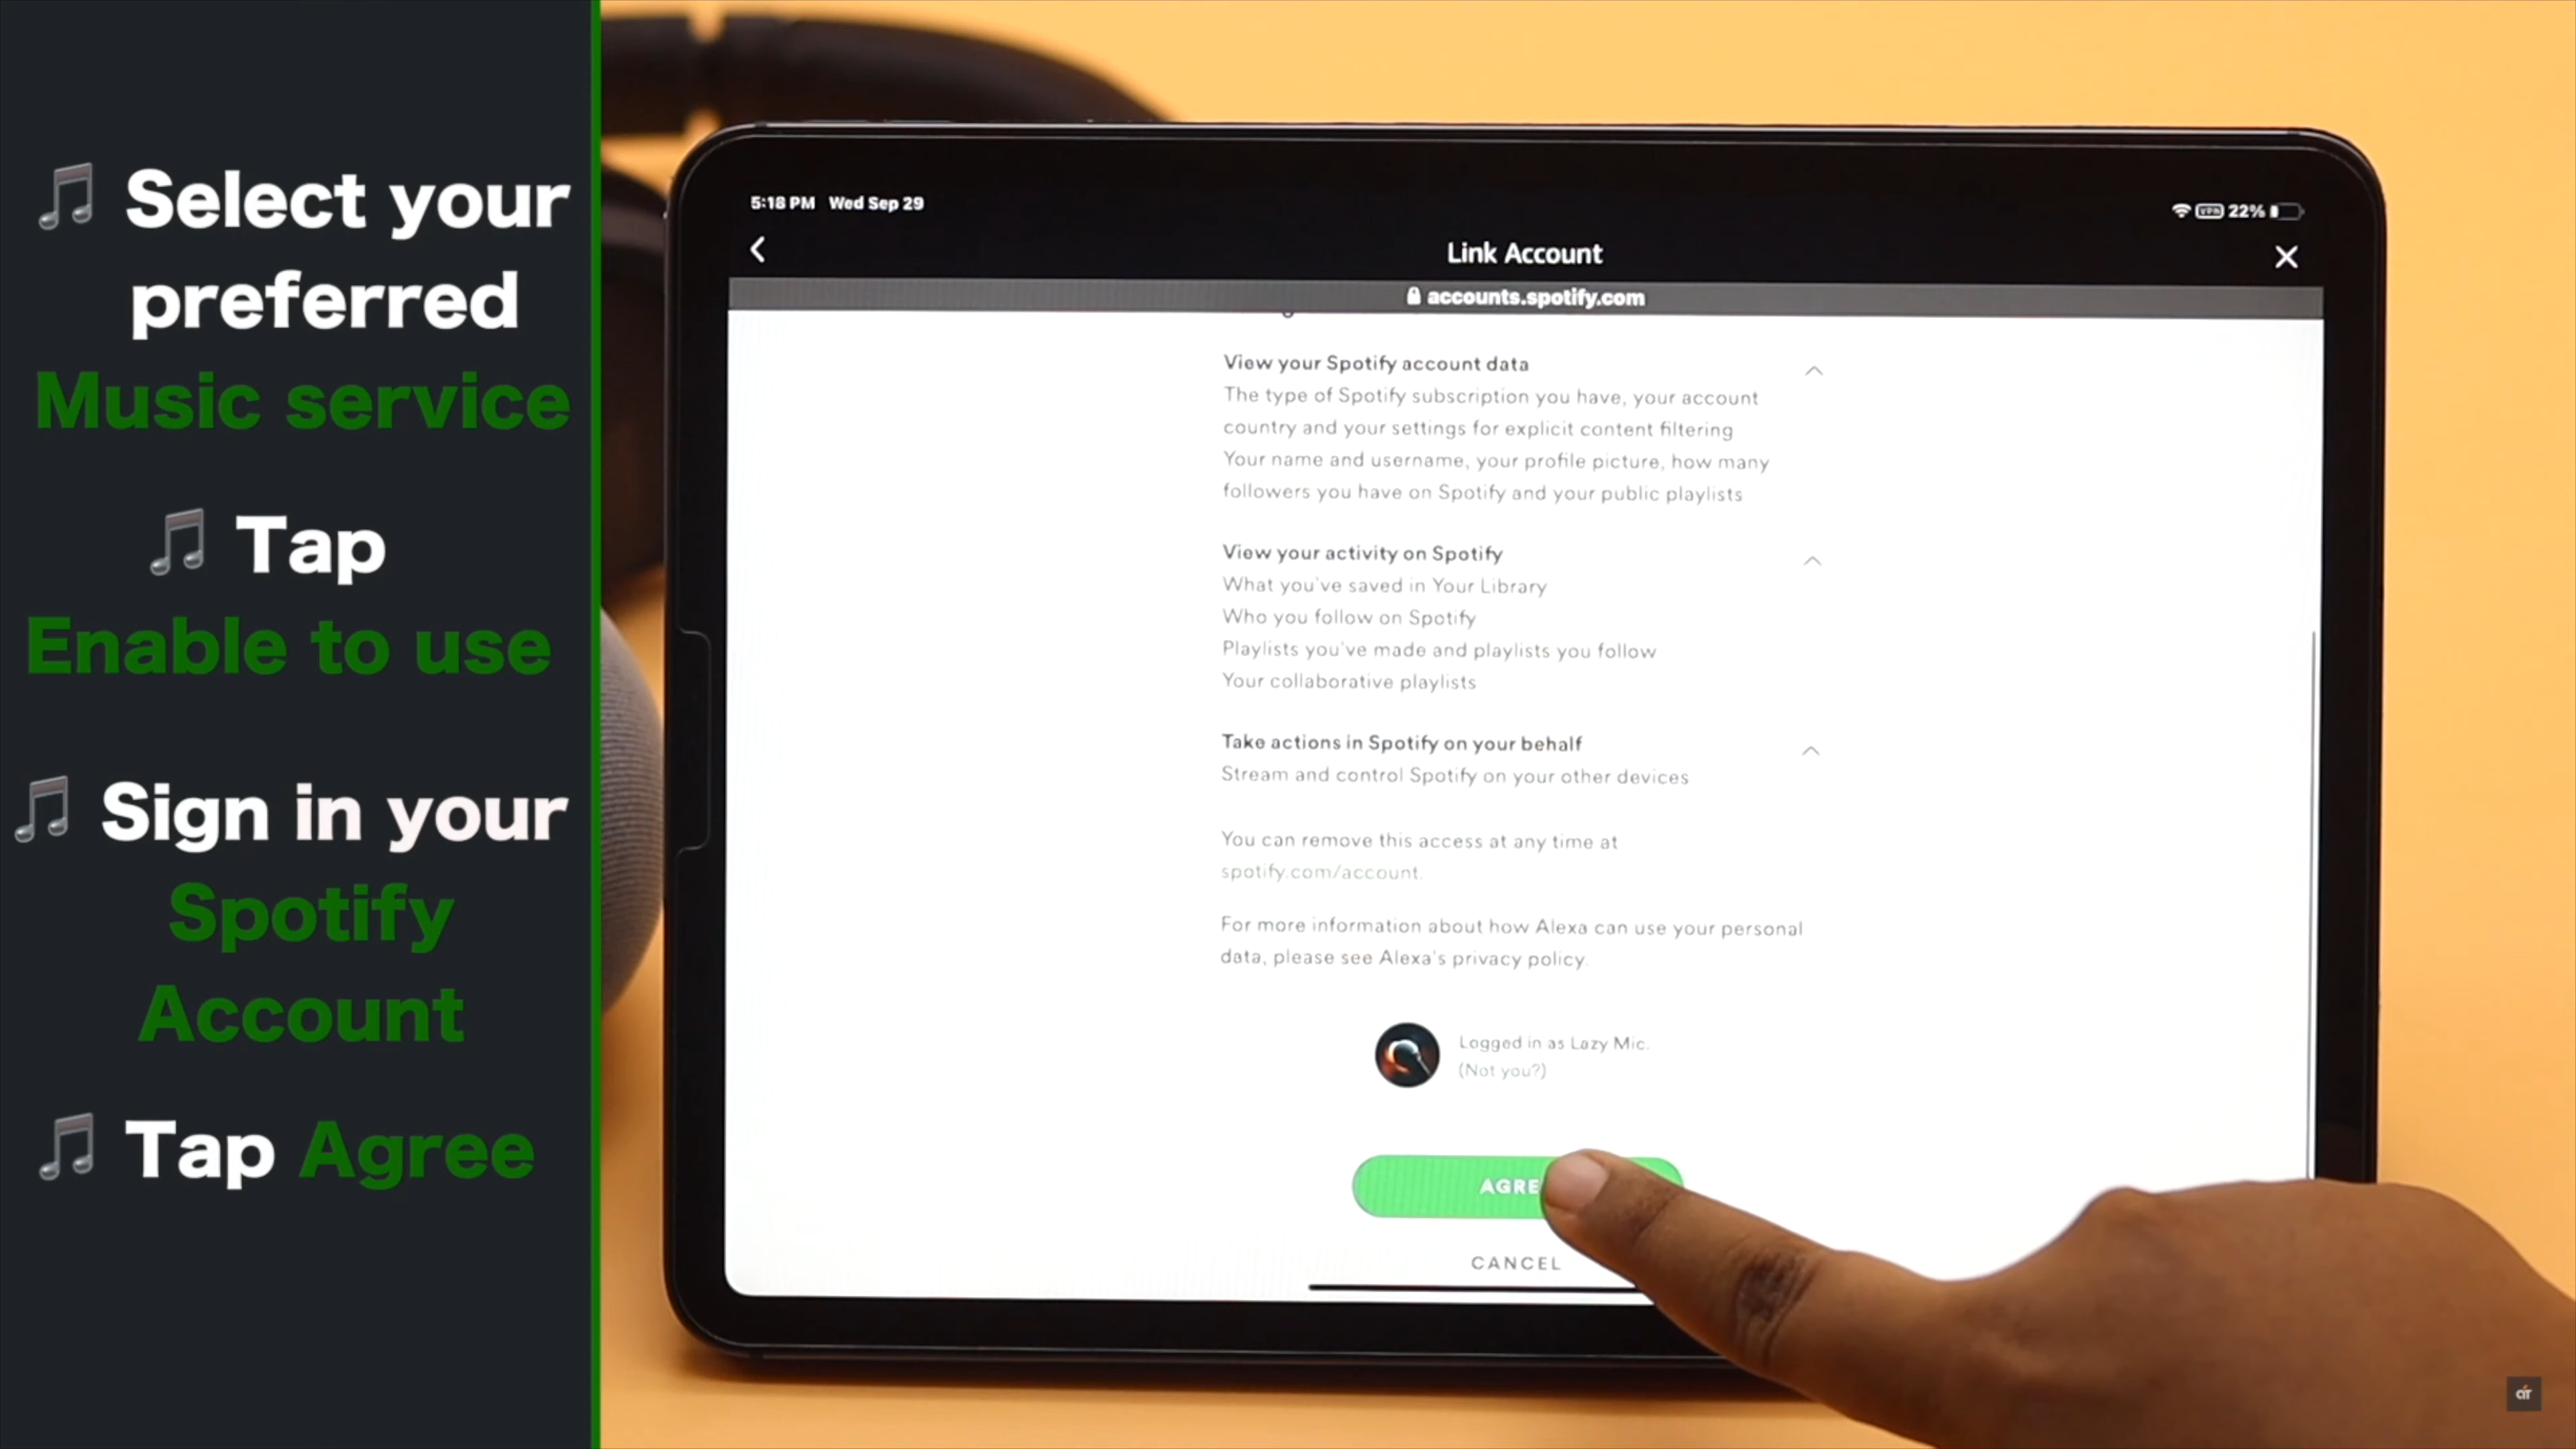 Select your
preferred
Music service
Tap
Enable to use
Sign in your
Spotify
Account
Tap Agree
5:18 PM Wed Sep 29
VPN 22%
Link Account
accounts.spotify.com
View your Spotify account data
The type of Spotify subscription you have, your account
country and your settings for explicit content filtering
Your name and username, your profile picture, how many
followers you have on Spotify and your public playlists
View your activity on Spotify
What you've saved in Your Library
Who you follow on Spotify
Playlists you've made and playlists you follow
Your collaborative playlists
Take actions in Spotify on your behalf
Stream and control Spotify on your other devices
You can remove this access at any time at
spotify.com/account.
For more information about how Alexa can use your personal
data, please see Alexa's privacy policy.
Logged in as Lazy Mic.
(Not you?)
AGRE
CANCEL
ar